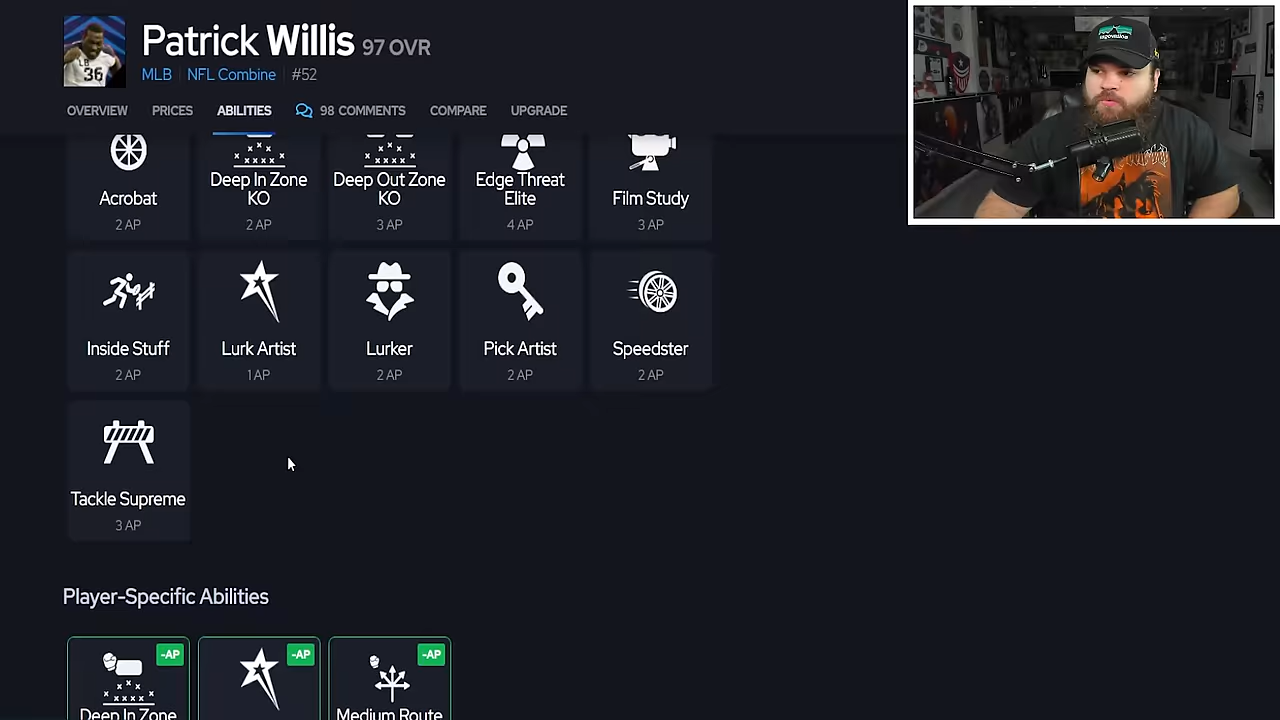 Patrick Willis 97 OVR
MLB NFL Combine #52
36
OVERVIEW PRICES ABILITIES 98 COMMENTS COMPARE UPGRADE
Acrobat
2 AP
Deep In Zone
KO
2 AP
Deep Out Zone
KO
3 AP
Edge Threat
Elite
4 AP
Film Study
3 AP
Inside Stuff
2 AP
Lurk Artist
1 AP
Lurker
2 AP
Pick Artist
2 AP
Speedster
2 AP
Tackle Supreme
3 AP
Player-Specific Abilities
-AP
Deep In Zone
-AP
-AP
Medium Route